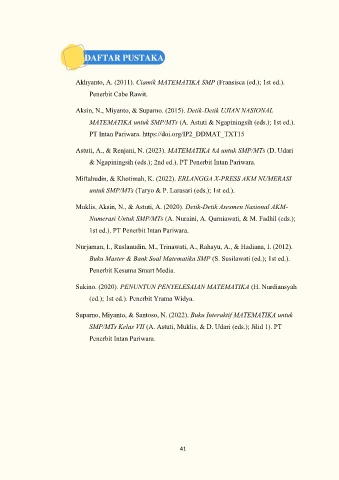 DAFTAR PUSTAKA
Akhyanto, A. (2011). Ciamik MATEMATIKA SMP (Fransisca (ed.); 1st ed.).
Penerbit Cabe Rawit.
Aksin, N., Miyanto, & Suparno. (2015). Detik-Detik UJIAN NASIONAL
MATEMATIKA untuk SMP/MTs (A. Astuti & Ngapiningsih (eds.); 1st ed.).
PT Intan Pariwara. https://doi.org/IP2_DDMAT_TXT15
Astuti, A., & Renjani, N. (2023). MATEMATIKA 8A untuk SMP/MTs (D. Udari
& Ngapiningsih (eds.); 2nd ed.). PT Penerbit Intan Pariwara.
Miftahudin, & Khotimah, K. (2022). ERLANGGA X-PRESS AKM NUMERASI
untuk SMP/MTs (Taryo & P. Larasari (eds.); 1st ed.).
Muklis, Aksin, N., & Astuti, A. (2020). Detik-Detik Asesmen Nasional AKM-
Numerasi Untuk SMP/MTs (A. Nuraini, A. Qurniawati, & M. Fadhil (eds.);
1st ed.). PT Penerbit Intan Pariwara.
Nurjaman, I., Ruslanudin, M., Trinawati, A., Rahayu, A., & Hadiana, I. (2012).
Buku Master & Bank Soal Matematika SMP (S. Susilawati (ed.); 1st ed.).
Penerbit Kesuma Smart Media.
Sukino. (2020). PENUNTUN PENYELESAIAN MATEMATIKA (H. Nurdiansyah
(ed.); 1st ed.). Penerbit Yrama Widya.
Suparno, Miyanto, & Santoso, N. (2022). Buku Interaktif MATEMATIKA untuk
SMP/MTs Kelas VII (A. Astuti, Muklis, & D. Udari (eds.); Jilid 1). PT
Penerbit Intan Pariwara.
41